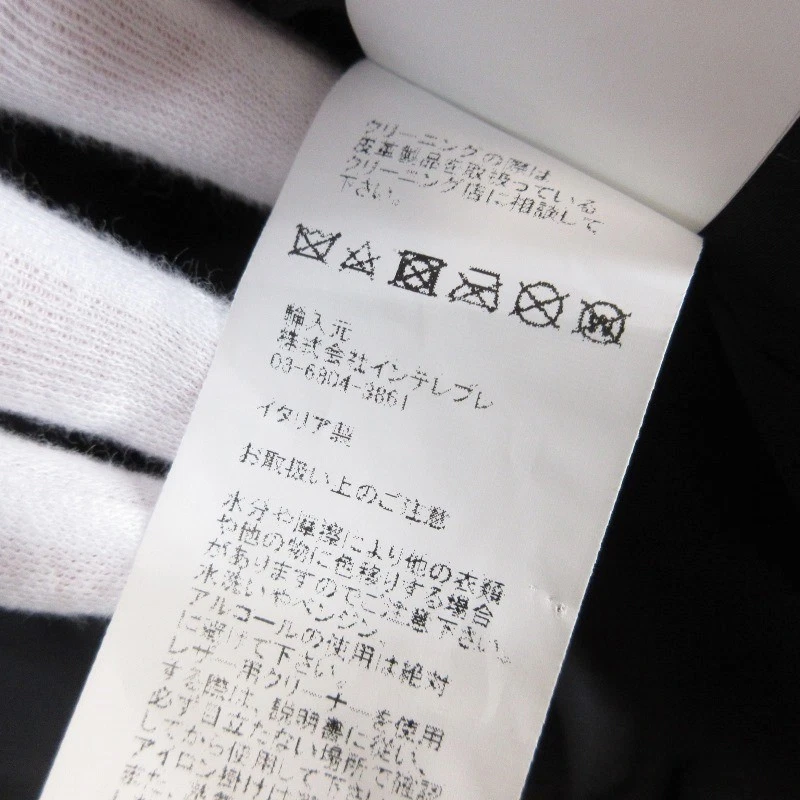 クリーニングの際は
皮革製品を取扱っている
クリーニング店に相談して
下さい。
輸入元
株式会社インテレプレ
03-6804-3861
イタリア製
お取扱い上のご注意
水分や摩擦により他の衣類
や他の物に色移りする場合
がありますのでご注意下さい。
水洗いやベンジン
アルコールの使用は絶対
に避けて下さい。
レザー用クリーナーを使用
する際は、説明書に従い、
必ず目立たない場所で確認
してから使用して下さい
アイロン掛けは
また